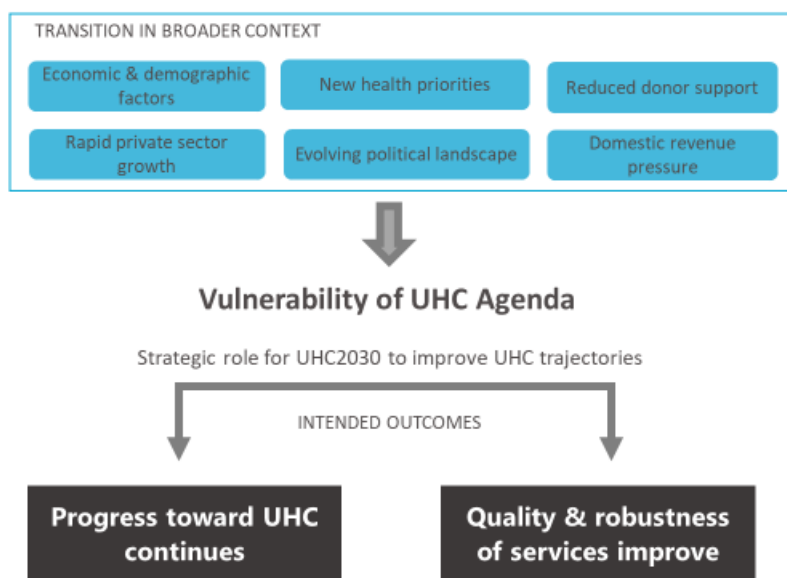 TRANSITION IN BROADER CONTEXT
Economic & demographic
factors
New health priorities
Reduced donor support
Rapid private sector
growth
Evolving political landscape
Domestic revenue
pressure
Vulnerability of UHC Agenda
Strategic role for UHC2030 to improve UHC trajectories
INTENDED OUTCOMES
Progress toward UHC
continues
Quality & robustness
of services improve